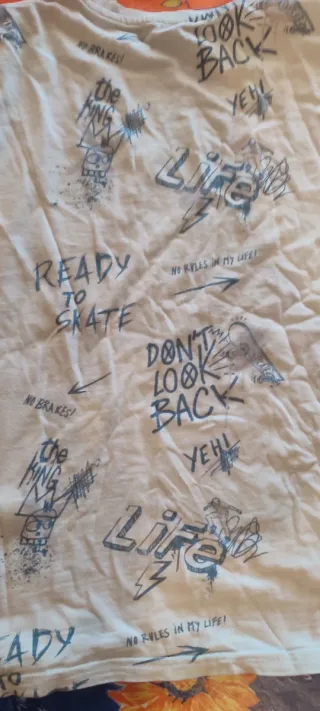 LOOK
BACK
NO BRAKES!
YEH!
the
KING
LiFe
NO RULES IN MY LIFE!
READY
TO
SKATE
DON'T
LOOK
BACK
NO BRAKES!
YEH!
the
KING
LiFe
NO RULES IN MY LIFE!
EADY
TO